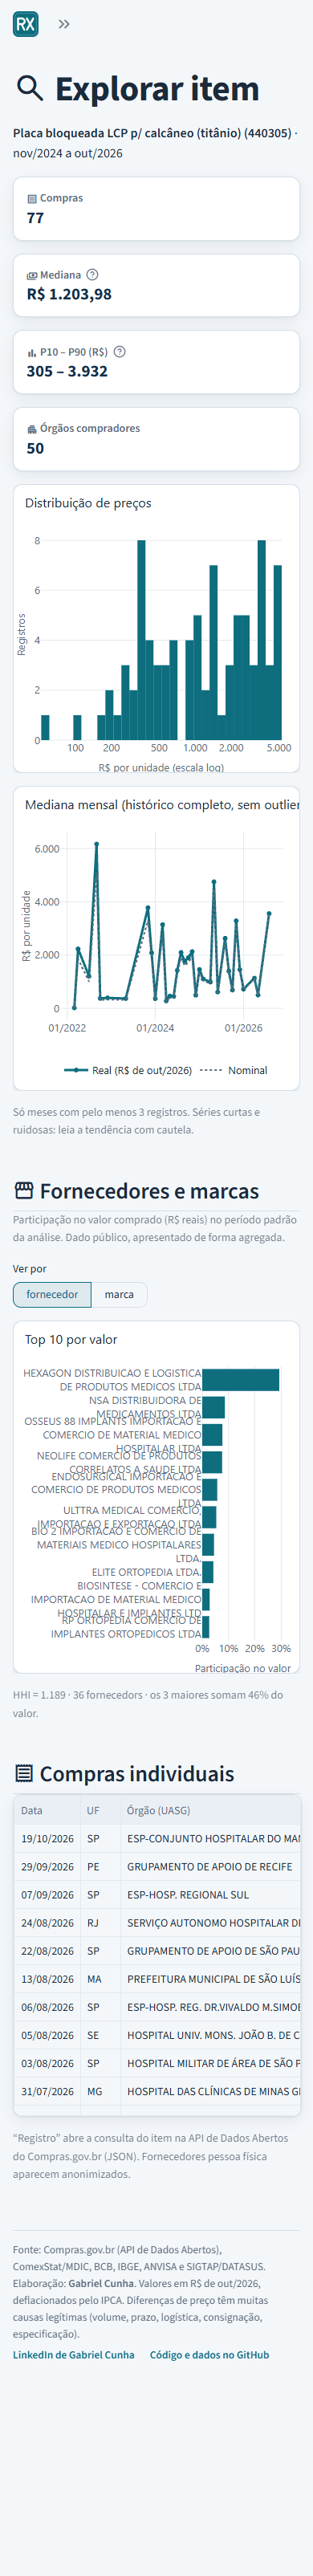 RX
Explorar item
Placa bloqueada LCP p/ calcâneo (titânio) (440305) ·
nov/2024 a out/2026
Compras
77
Mediana
R$ 1.203,98
P10 – P90 (R$)
305 – 3.932
Órgãos compradores
50
Distribuição de preços
Registros
8
6
4
2
0
100 200 500 1.000 2.000 5.000
R$ por unidade (escala log)
Mediana mensal (histórico completo, sem outlier
R$ por unidade
6.000
4.000
2.000
0
01/2022 01/2024 01/2026
Real (R$ de out/2026) Nominal
Só meses com pelo menos 3 registros. Séries curtas e
ruidosas: leia a tendência com cautela.
Fornecedores e marcas
Participação no valor comprado (R$ reais) no período padrão
da análise. Dado público, apresentado de forma agregada.
Ver por
fornecedor marca
Top 10 por valor
HEXAGON DISTRIBUICAO E LOGISTICA
DE PRODUTOS MEDICOS LTDA
NSA DISTRIBUIDORA DE
MEDICAMENTOS LTDA
OSSEUS 88 IMPLANTS IMPORTACAO E
COMERCIO DE MATERIAL MEDICO
HOSPITALAR LTDA
NEOLIFE COMERCIO DE PRODUTOS
CORRELATOS A SAUDE LTDA
ENDOSURGICAL IMPORTACAO E
COMERCIO DE PRODUTOS MEDICOS
LTDA
ULTTRA MEDICAL COMERCIO,
IMPORTACAO E EXPORTACAO LTDA
BIO 2 IMPORTACAO E COMERCIO DE
MATERIAIS MEDICO HOSPITALARES
LTDA.
ELITE ORTOPEDIA LTDA.
BIOSINTESE - COMERCIO E
IMPORTACAO DE MATERIAL MEDICO
HOSPITALAR E IMPLANTES LTD
RP ORTOPEDIA COMERCIO DE
IMPLANTES ORTOPEDICOS LTDA
0% 10% 20% 30%
Participação no valor
HHI = 1.189 · 36 fornecedors · os 3 maiores somam 46% do
valor.
Compras individuais
Data UF Órgão (UASG)
19/10/2026 SP ESP-CONJUNTO HOSPITALAR DO MAN
29/09/2026 PE GRUPAMENTO DE APOIO DE RECIFE
07/09/2026 SP ESP-HOSP. REGIONAL SUL
24/08/2026 RJ SERVIÇO AUTONOMO HOSPITALAR DE
22/08/2026 SP GRUPAMENTO DE APOIO DE SÃO PAU
13/08/2026 MA PREFEITURA MUNICIPAL DE SÃO LUÍS
06/08/2026 SP ESP-HOSP. REG. DR.VIVALDO M.SIMOE
05/08/2026 SE HOSPITAL UNIV. MONS. JOÃO B. DE C
03/08/2026 SP HOSPITAL MILITAR DE ÁREA DE SÃO P
31/07/2026 MG HOSPITAL DAS CLÍNICAS DE MINAS GE
“Registro” abre a consulta do item na API de Dados Abertos
do Compras.gov.br (JSON). Fornecedores pessoa física
aparecem anonimizados.
Fonte: Compras.gov.br (API de Dados Abertos),
ComexStat/MDIC, BCB, IBGE, ANVISA e SIGTAP/DATASUS.
Elaboração: Gabriel Cunha. Valores em R$ de out/2026,
deflacionados pelo IPCA. Diferenças de preço têm muitas
causas legítimas (volume, prazo, logística, consignação,
especificação).
LinkedIn de Gabriel Cunha Código e dados no GitHub